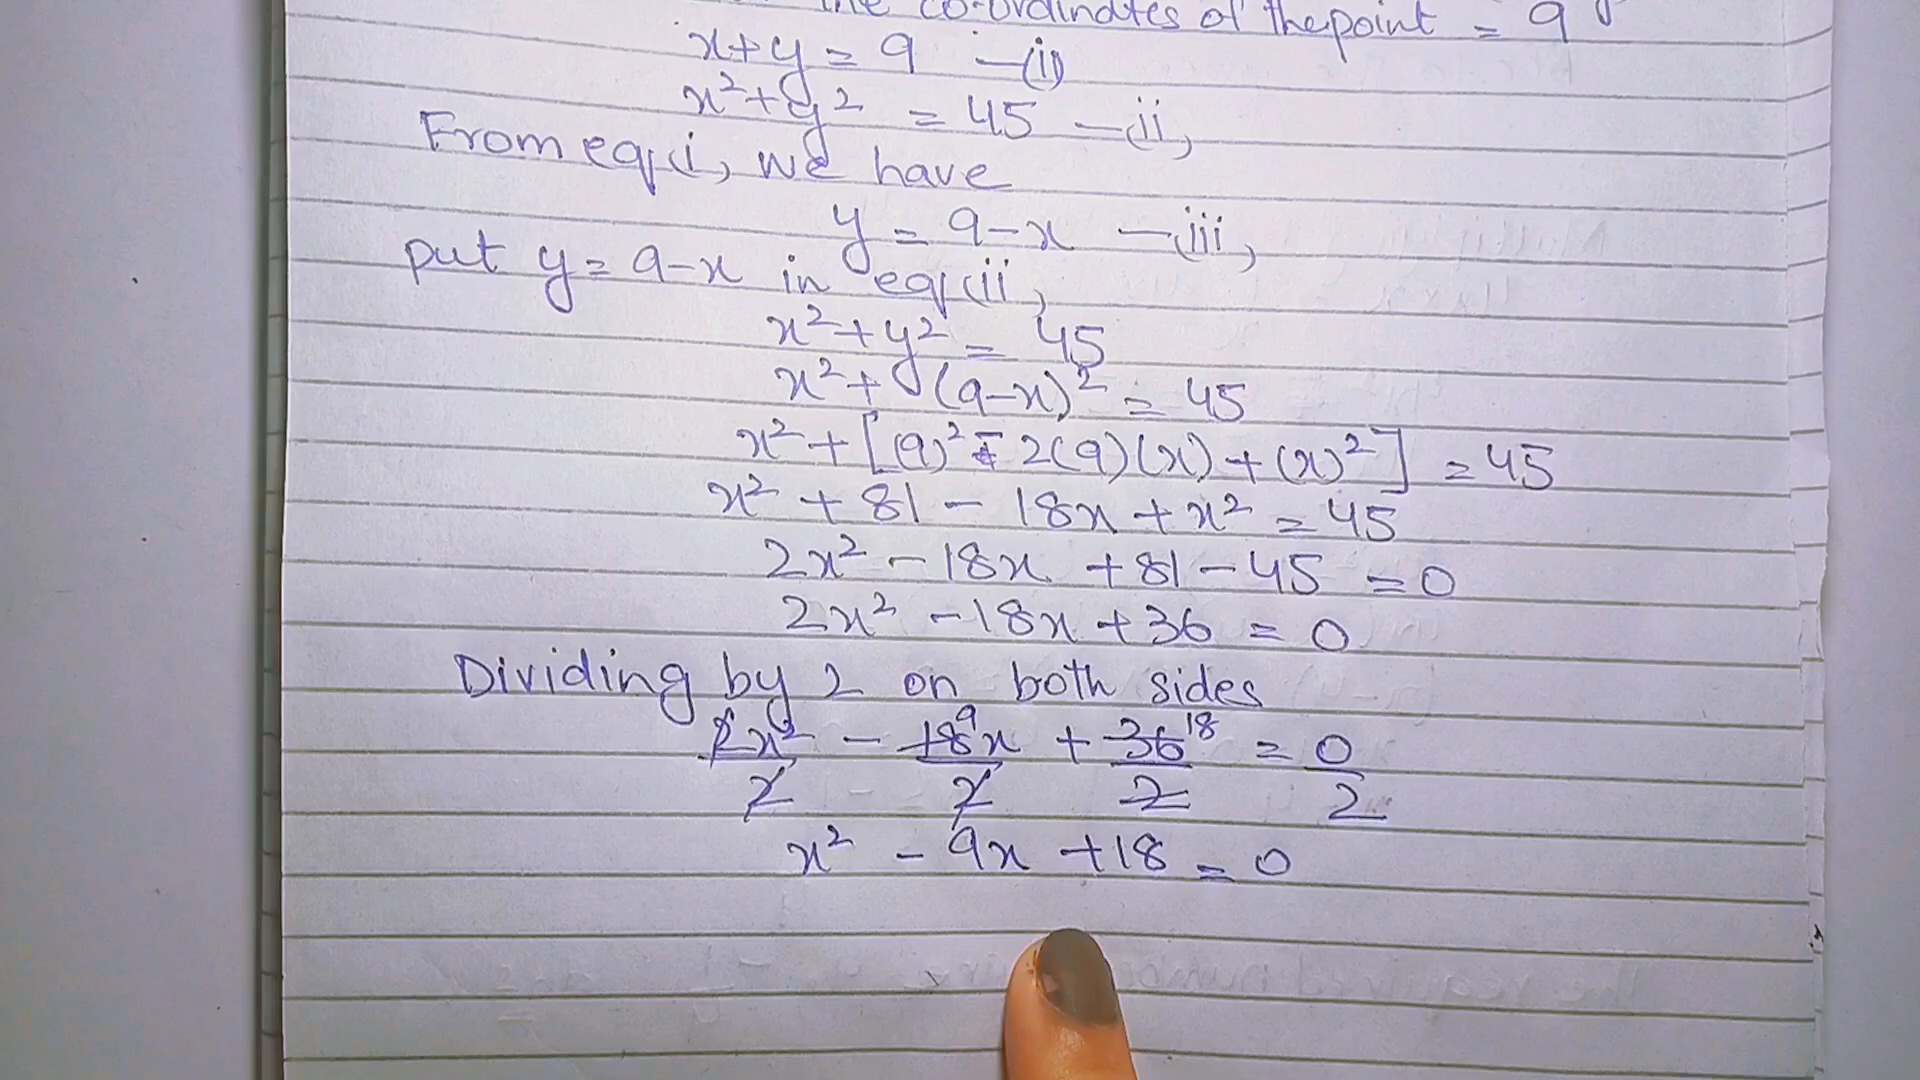 the co-ordinates of the point = 9
x+y = 9 —(i)
x²+y² = 45 —(ii)
From eq(i) we have
y = 9-x —(iii)
put y = 9-x in eq(ii)
x²+y² = 45
x²+(9-x)² = 45
x²+[(9)²-2(9)(x)+(x)²] = 45
x² + 81 - 18x + x² = 45
2x² - 18x + 81 - 45 = 0
2x² - 18x + 36 = 0
Dividing by 2 on both sides
2x²/2 - 18x/2 9 + 36/2 18 = 0/2
x² - 9x + 18 = 0